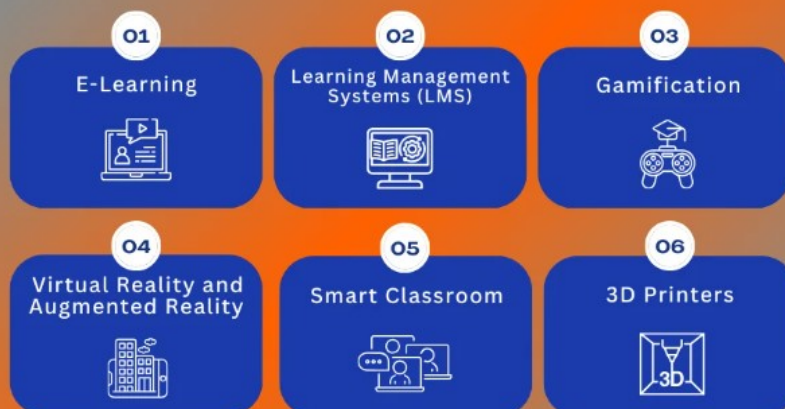 01
E-Learning
02
Learning Management
Systems (LMS)
03
Gamification
04
Virtual Reality and
Augmented Reality
05
Smart Classroom
06
3D Printers
3D